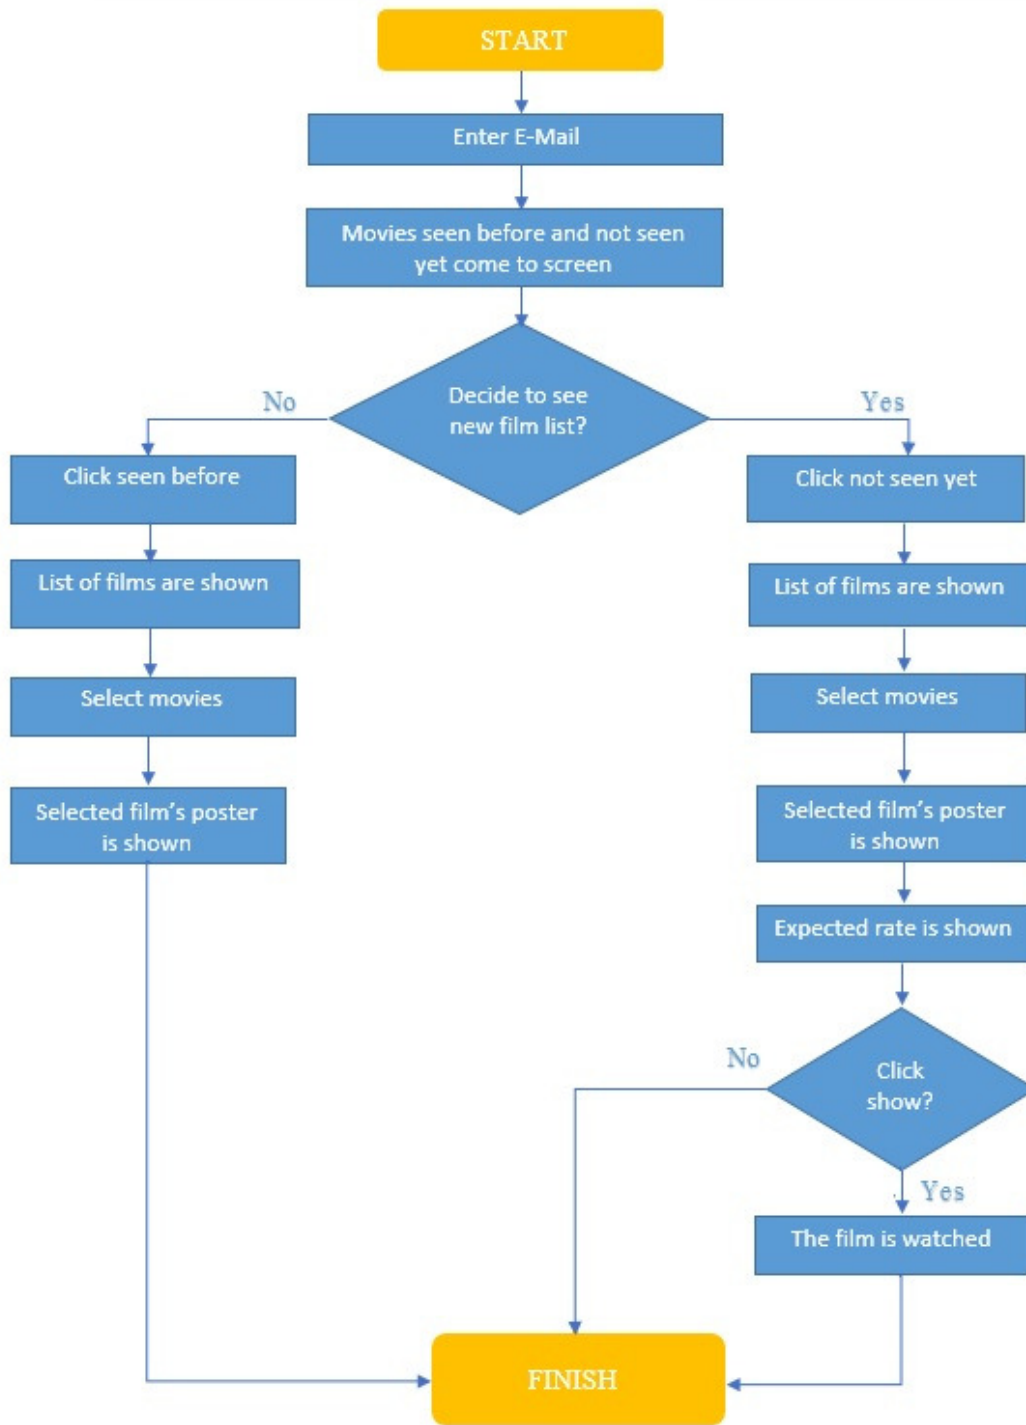 START
Enter E-Mail
Movies seen before and not seen
yet come to screen
Decide to see
new film list?
No
Yes
Click seen before
List of films are shown
Select movies
Selected film's poster
is shown
Click not seen yet
List of films are shown
Select movies
Selected film's poster
is shown
Expected rate is shown
Click
show?
No
Yes
The film is watched
FINISH